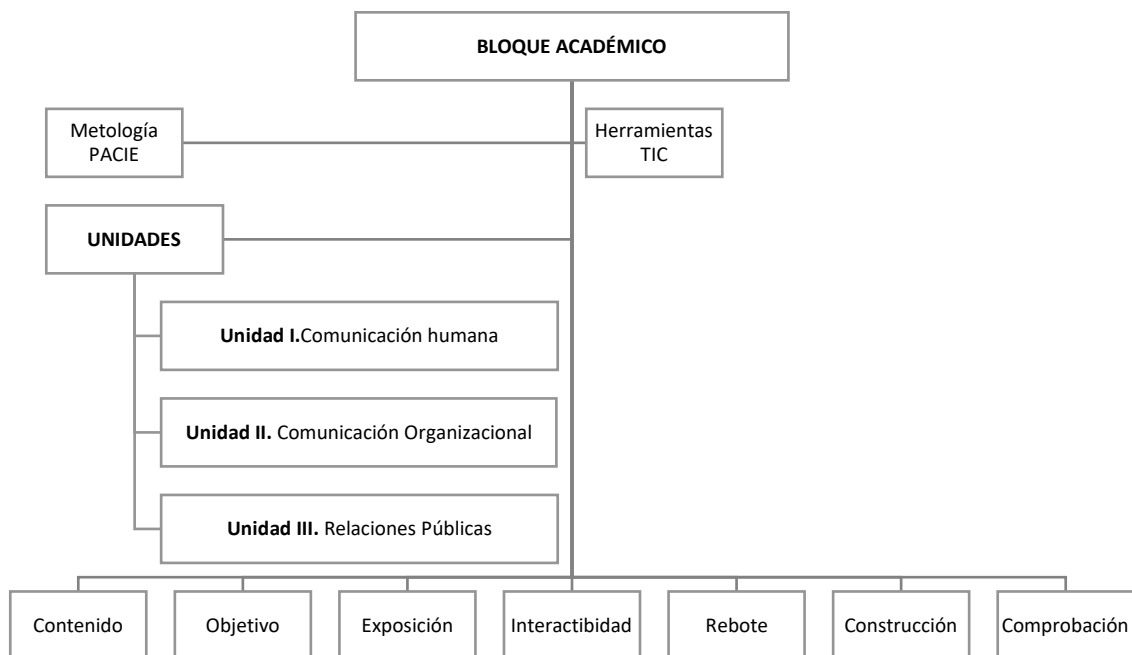 BLOQUE ACADÉMICO
Metología
PACIE
Herramientas
TIC
UNIDADES
Unidad I.Comunicación humana
Unidad II. Comunicación Organizacional
Unidad III. Relaciones Públicas
Contenido
Objetivo
Exposición
Interactibidad
Rebote
Construcción
Comprobación